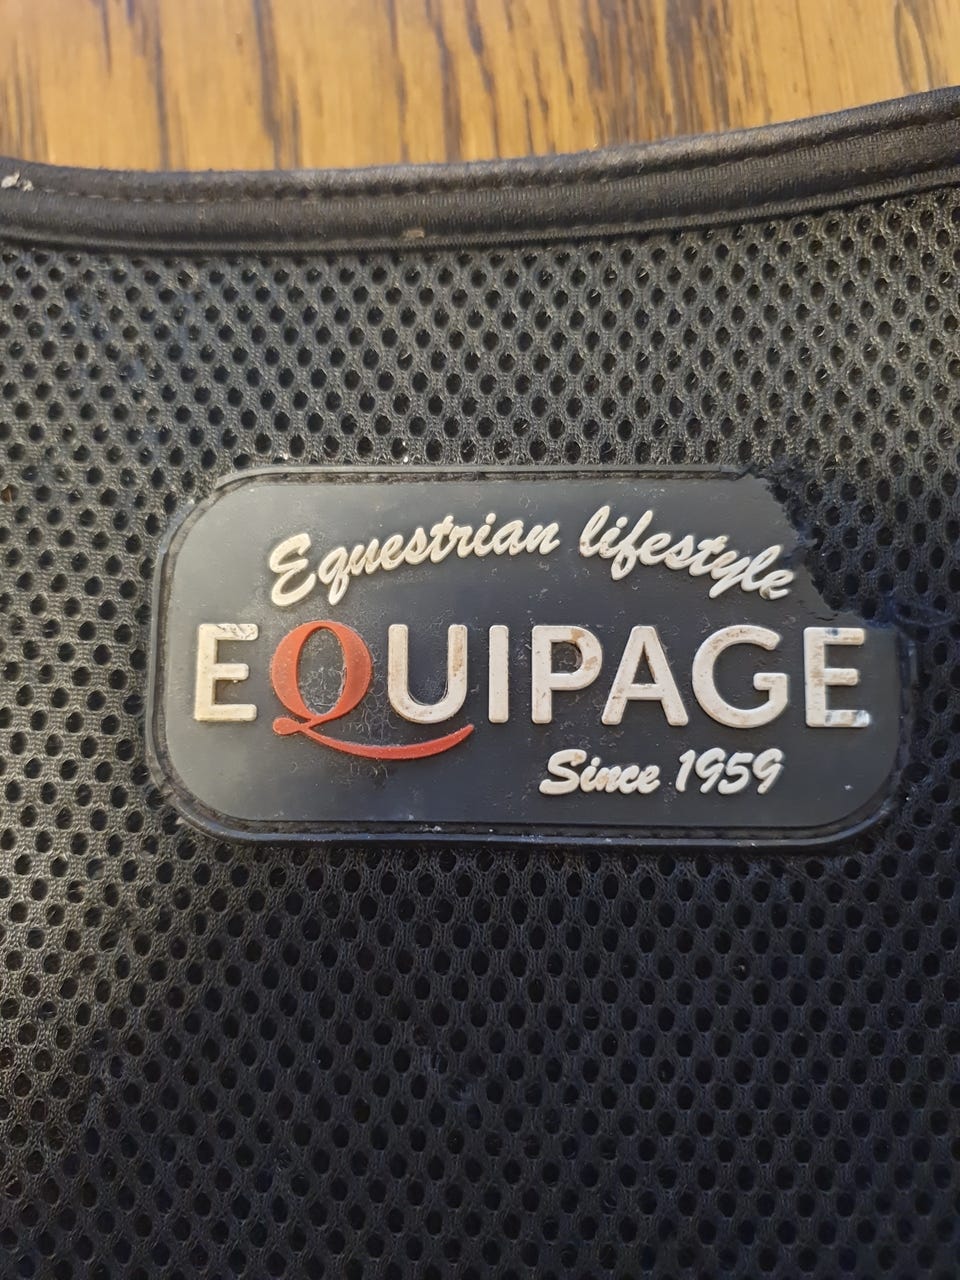 Equestrian lifestyle
EQUIPAGE
Since 1959